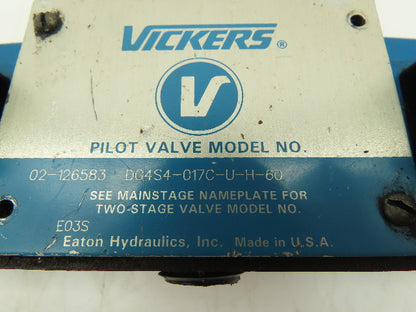 VICKERS®
V
PILOT VALVE MODEL NO.
02-126583 DG4S4-017C-U-H-60
SEE MAINSTAGE NAMEPLATE FOR
TWO-STAGE VALVE MODEL NO.
E03S
Eaton Hydraulics, Inc. Made in U.S.A.